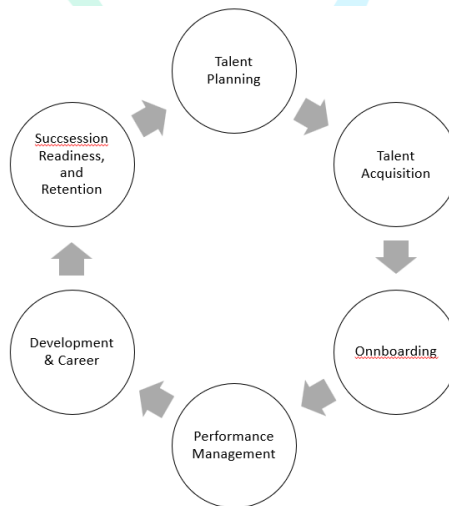 Talent
Planning
Talent
Acquisition
Onnboarding
Performance
Management
Development
& Career
Succsession
Readiness,
and
Retention